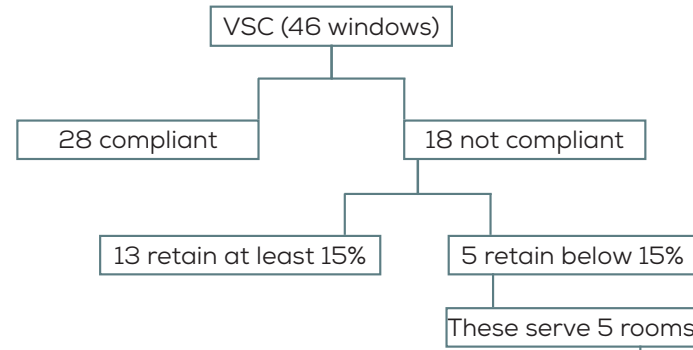 VSC (46 windows)
28 compliant
18 not compliant
13 retain at least 15%
5 retain below 15%
These serve 5 rooms